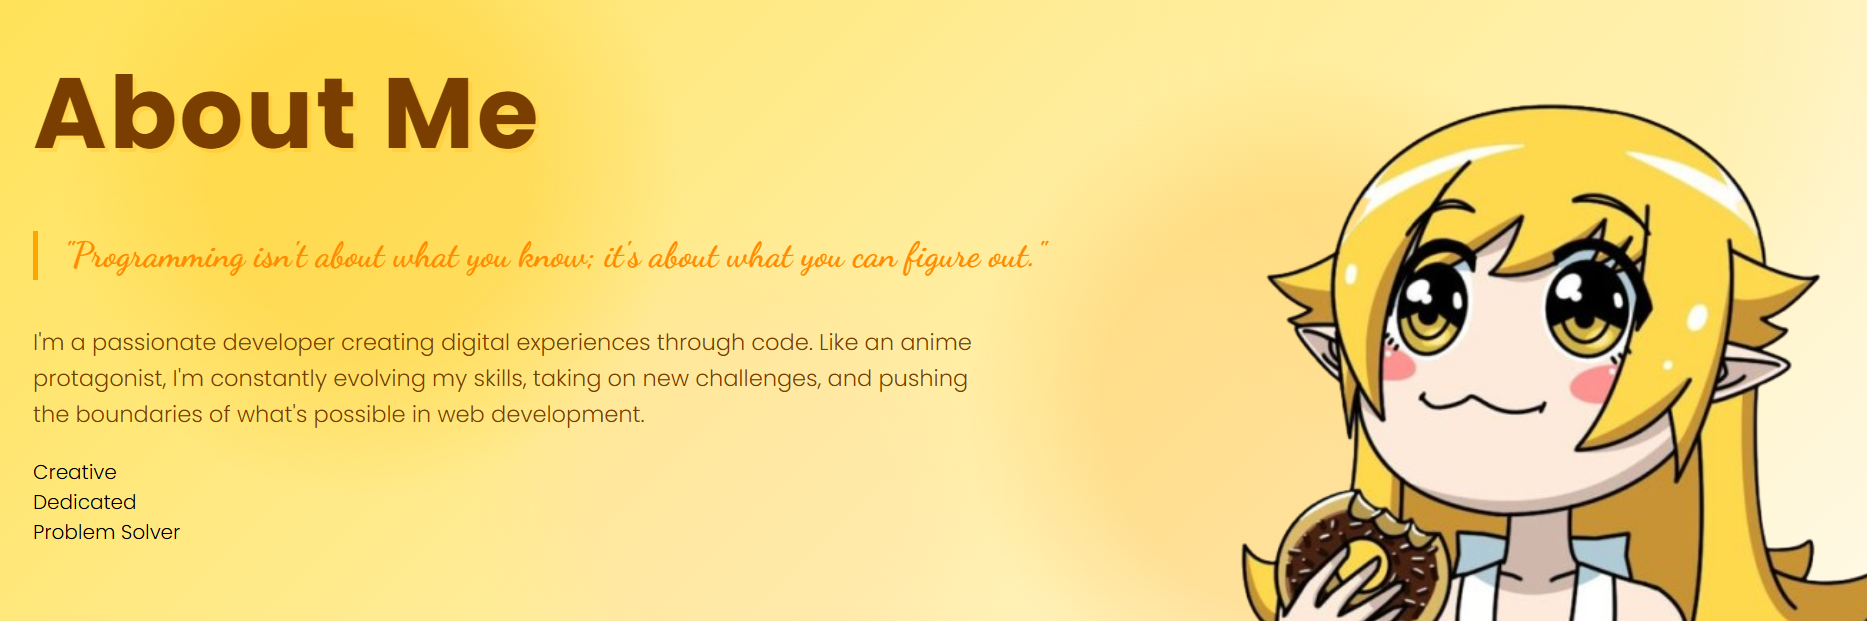 About Me
"Programming isn't about what you know; it's about what you can figure out."
I'm a passionate developer creating digital experiences through code. Like an anime
protagonist, I'm constantly evolving my skills, taking on new challenges, and pushing
the boundaries of what's possible in web development.
Creative
Dedicated
Problem Solver